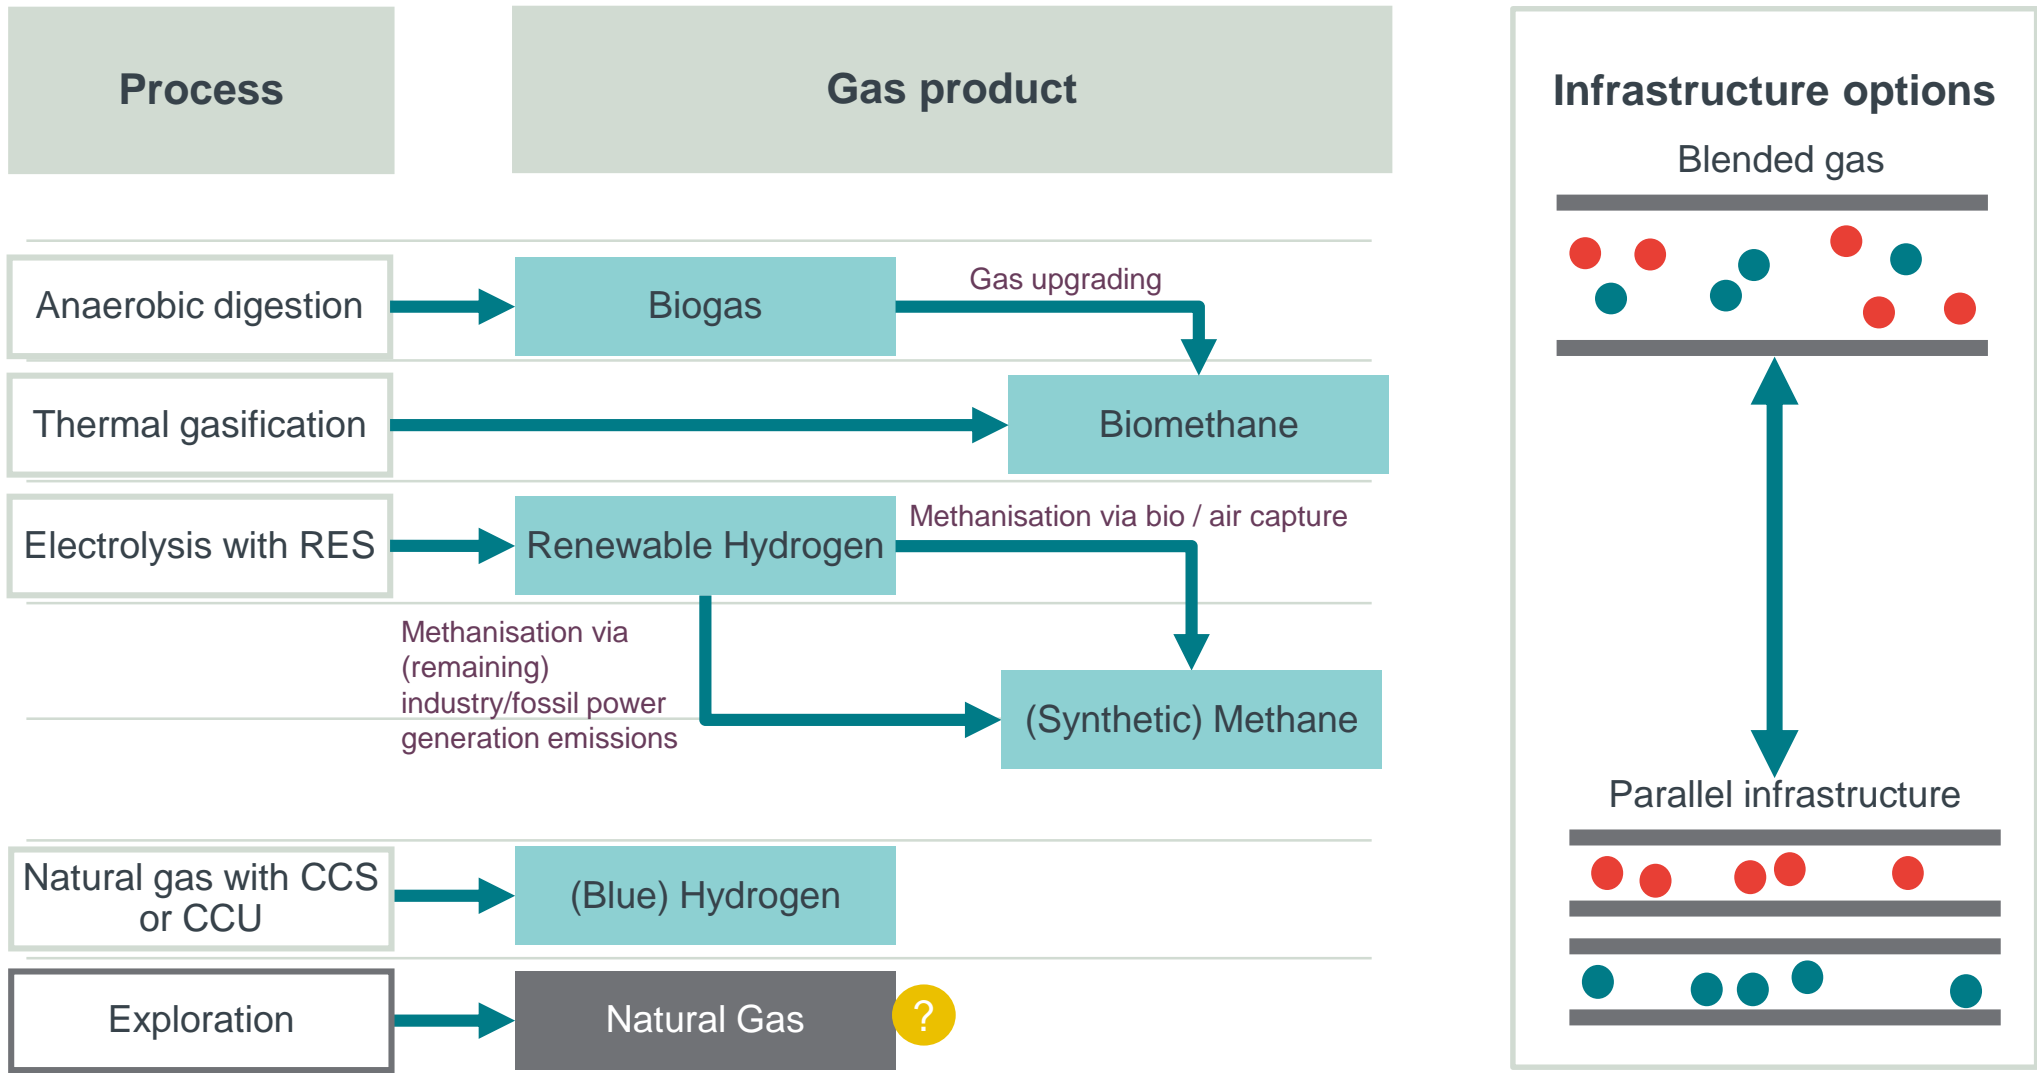 Process
Gas product
Infrastructure options
Blended gas
Anaerobic digestion
Biogas
Gas upgrading
Thermal gasification
Biomethane
Electrolysis with RES
Renewable Hydrogen
Methanisation via bio / air capture
Methanisation via
(remaining)
industry/fossil power
generation emissions
(Synthetic) Methane
Parallel infrastructure
Natural gas with CCS
or CCU
(Blue) Hydrogen
Exploration
Natural Gas
?